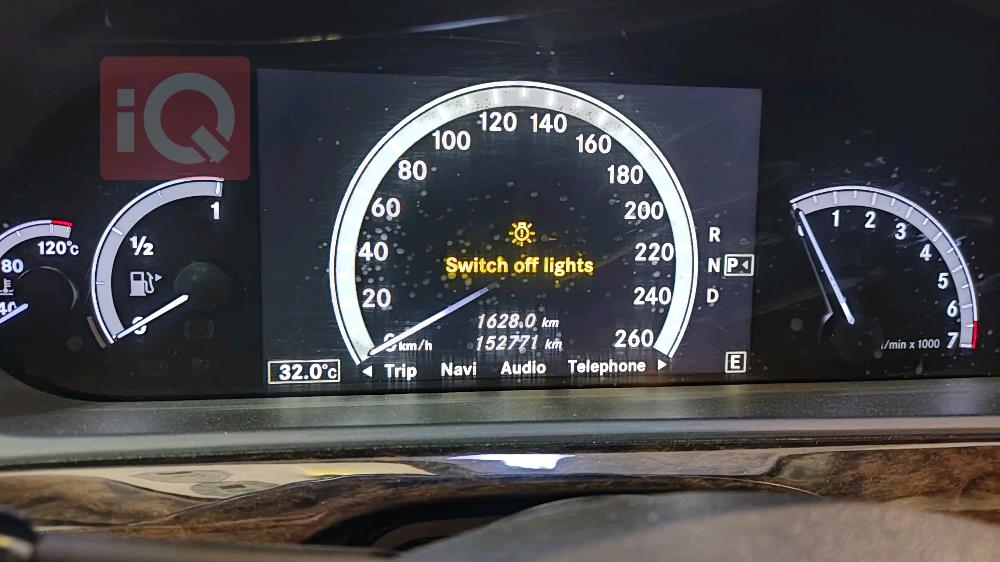 iQ
120°C
80
40
1
½
0
20
40
60
80
100
120
140
160
180
200
220
240
260
km/h
Switch off lights
1628.0 km
152771 km
32.0°C
Trip Navi Audio Telephone
R
N P
D
E
1
2
3
4
5
6
7
1/min x 1000